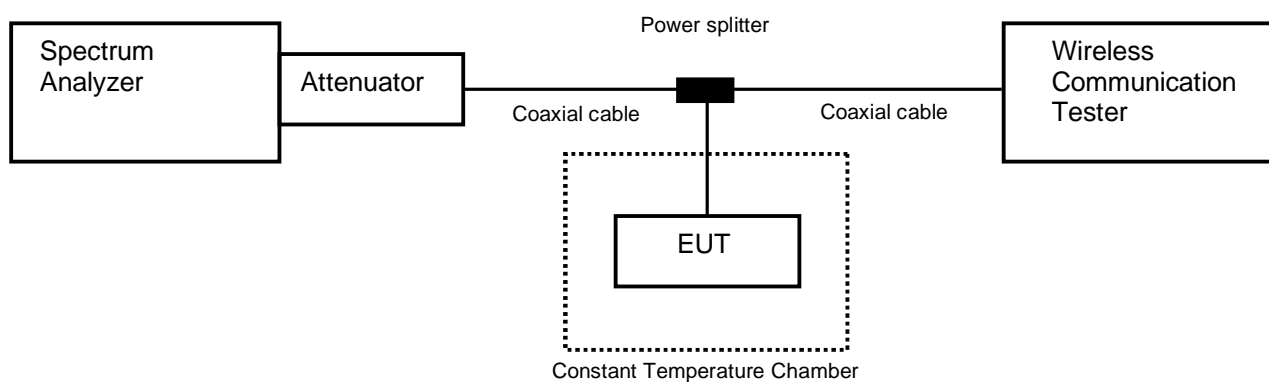 Power splitter
Spectrum
Analyzer
Attenuator
Wireless
Communication
Tester
Coaxial cable
Coaxial cable
EUT
Constant Temperature Chamber